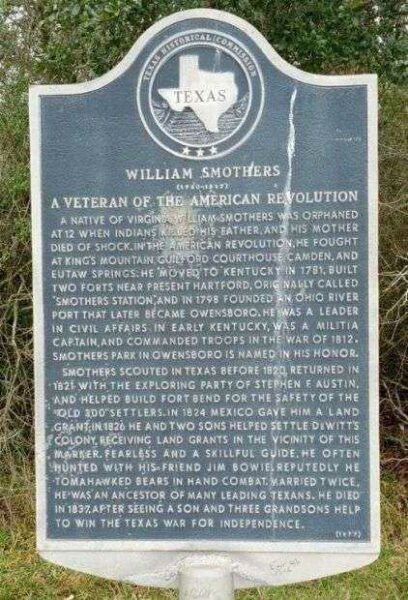 TEXAS HISTORICAL COMMISSION
TEXAS
WILLIAM SMOTHERS
(1760-1837)
A VETERAN OF THE AMERICAN REVOLUTION
A NATIVE OF VIRGINIA, WILLIAM SMOTHERS WAS ORPHANED
AT 12 WHEN INDIANS KILLED HIS FATHER, AND HIS MOTHER
DIED OF SHOCK. IN THE AMERICAN REVOLUTION, HE FOUGHT
AT KING'S MOUNTAIN, GUILFORD COURTHOUSE, CAMDEN, AND
EUTAW SPRINGS. HE MOVED TO KENTUCKY IN 1781, BUILT
TWO FORTS NEAR PRESENT HARTFORD, ORIGINALLY CALLED
"SMOTHERS STATION," AND IN 1798 FOUNDED AN OHIO RIVER
PORT THAT LATER BECAME OWENSBORO. HE WAS A LEADER
IN CIVIL AFFAIRS IN EARLY KENTUCKY, WAS A MILITIA
CAPTAIN, AND COMMANDED TROOPS IN THE WAR OF 1812.
SMOTHERS PARK IN OWENSBORO IS NAMED IN HIS HONOR.
SMOTHERS SCOUTED IN TEXAS BEFORE 1820, RETURNED IN
1821 WITH THE EXPLORING PARTY OF STEPHEN F. AUSTIN,
AND HELPED BUILD FORT BEND FOR THE SAFETY OF THE
"OLD 300" SETTLERS. IN 1824 MEXICO GAVE HIM A LAND
GRANT; IN 1826 HE AND TWO SONS HELPED SETTLE DEWITT'S
COLONY, RECEIVING LAND GRANTS IN THE VICINITY OF THIS
MARKER. FEARLESS AND A SKILLFUL GUIDE, HE OFTEN
HUNTED WITH HIS FRIEND JIM BOWIE. REPUTEDLY HE
TOMAHAWKED BEARS IN HAND COMBAT. MARRIED TWICE,
HE WAS AN ANCESTOR OF MANY LEADING TEXANS. HE DIED
IN 1837, AFTER SEEING A SON AND THREE GRANDSONS HELP
TO WIN THE TEXAS WAR FOR INDEPENDENCE.
(1977)